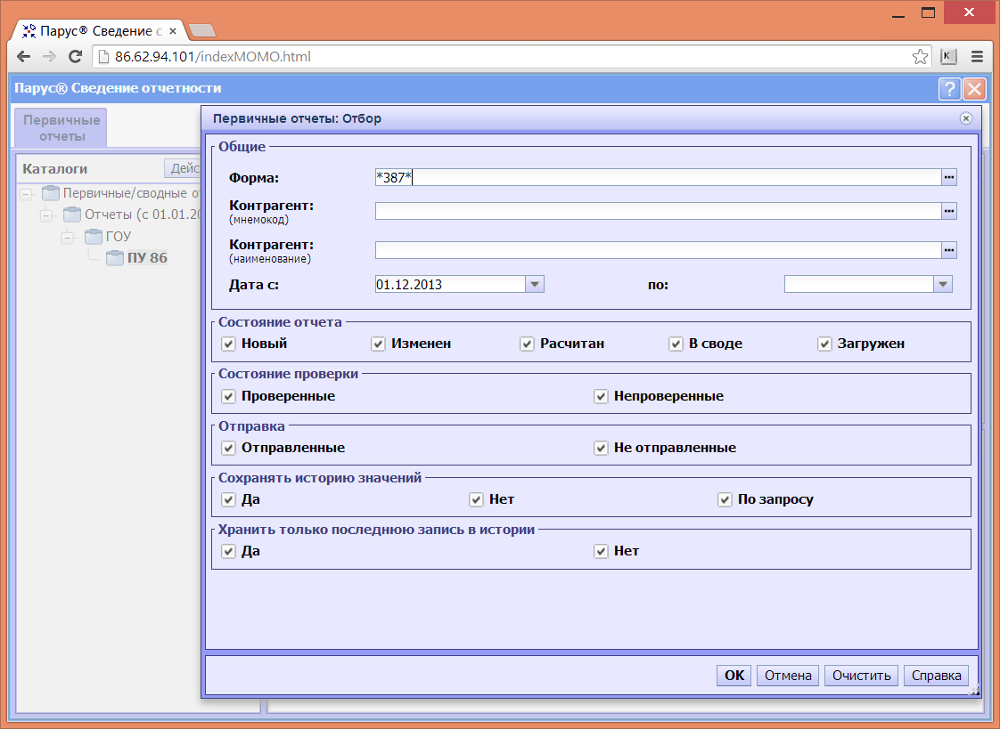 Парус® Сведение с
86.62.94.101/indexMOMO.html
Парус® Сведение отчетности
Первичные
отчеты
Каталоги
Дейс
Первичные/сводные о
Отчеты (с 01.01.20
ГОУ
ПУ 86
Первичные отчеты: Отбор
Общие
Форма: *387*
Контрагент:
(мнемокод)
Контрагент:
(наименование)
Дата с: 01.12.2013 по:
Состояние отчета
Новый Изменен Расчитан В своде Загружен
Состояние проверки
Проверенные Непроверенные
Отправка
Отправленные Не отправленные
Сохранять историю значений
Да Нет По запросу
Хранить только последнюю запись в истории
Да Нет
OK Отмена Очистить Справка